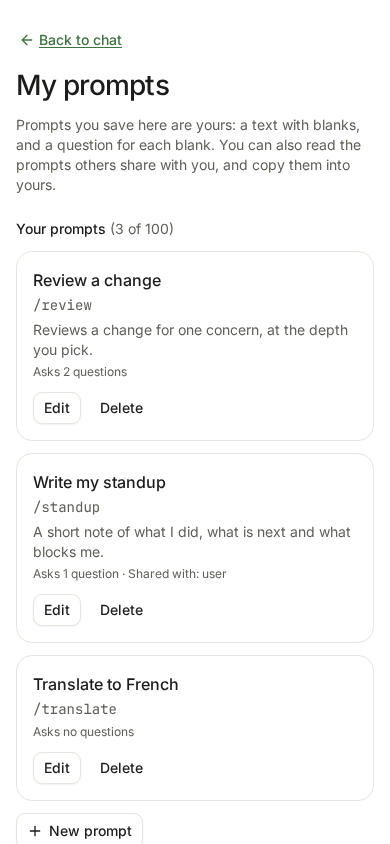 Back to chat
My prompts
Prompts you save here are yours: a text with blanks,
and a question for each blank. You can also read the
prompts others share with you, and copy them into
yours.
Your prompts (3 of 100)
Review a change
/review
Reviews a change for one concern, at the depth
you pick.
Asks 2 questions
Edit Delete
Write my standup
/standup
A short note of what I did, what is next and what
blocks me.
Asks 1 question · Shared with: user
Edit Delete
Translate to French
/translate
Asks no questions
Edit Delete
New prompt